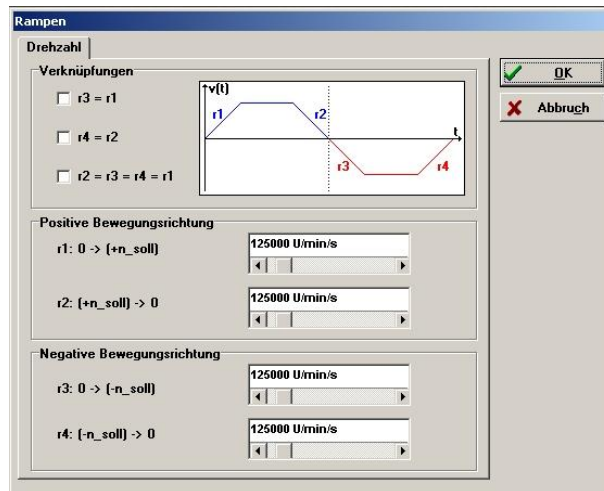 Rampen
Drehzahl
Verknüpfungen
r3 = r1
r4 = r2
r2 = r3 = r4 = r1
v(t)
r1
r2
t
r3
r4
OK
Abbruch
Positive Bewegungsrichtung
r1: 0 -> (+n_soll)
125000 U/min/s
r2: (+n_soll) -> 0
125000 U/min/s
Negative Bewegungsrichtung
r3: 0 -> (-n_soll)
125000 U/min/s
r4: (-n_soll) -> 0
125000 U/min/s